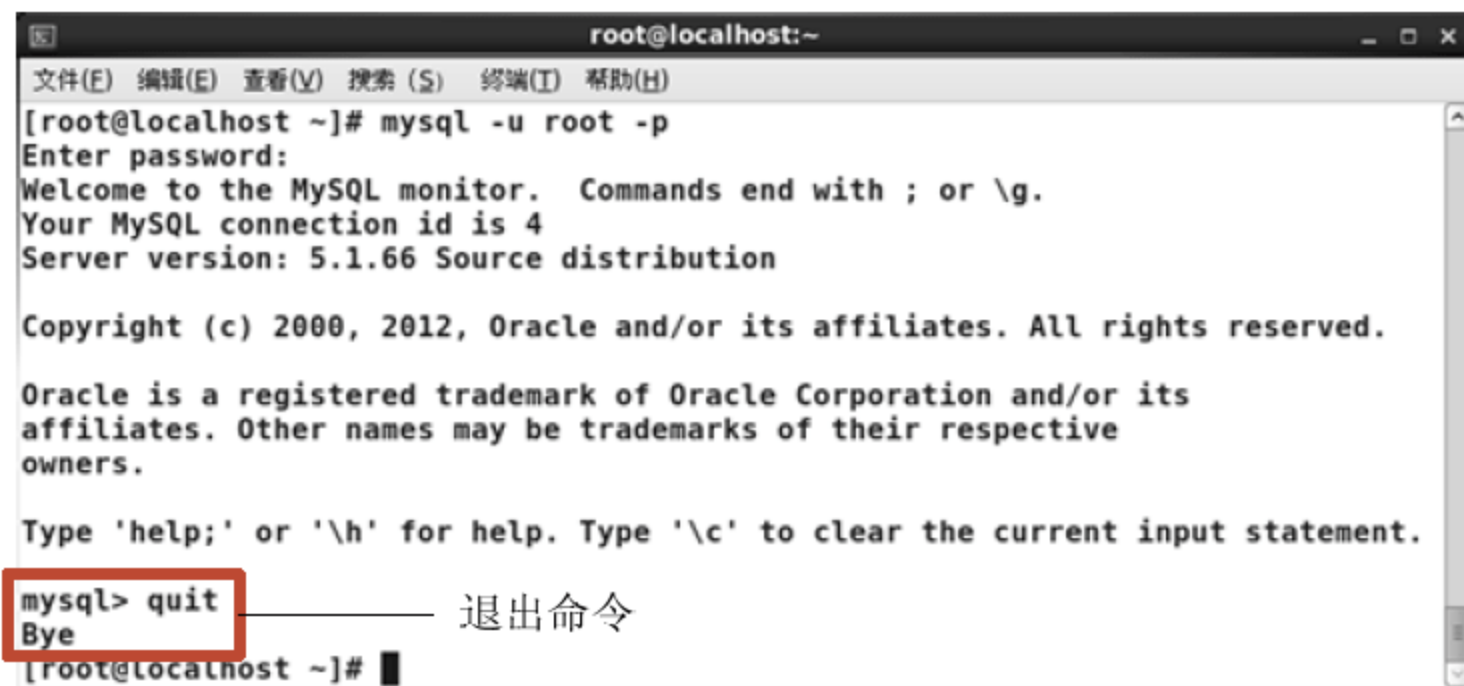 root@localhost:~
文件(F) 编辑(E) 查看(V) 搜索 (S) 终端(T) 帮助(H)
[root@localhost ~]# mysql -u root -p
Enter password:
Welcome to the MySQL monitor.  Commands end with ; or \g.
Your MySQL connection id is 4
Server version: 5.1.66 Source distribution
Copyright (c) 2000, 2012, Oracle and/or its affiliates. All rights reserved.
Oracle is a registered trademark of Oracle Corporation and/or its
affiliates. Other names may be trademarks of their respective
owners.
Type 'help;' or '\h' for help. Type '\c' to clear the current input statement.
mysql> quit
退出命令
Bye
[root@localhost ~]#